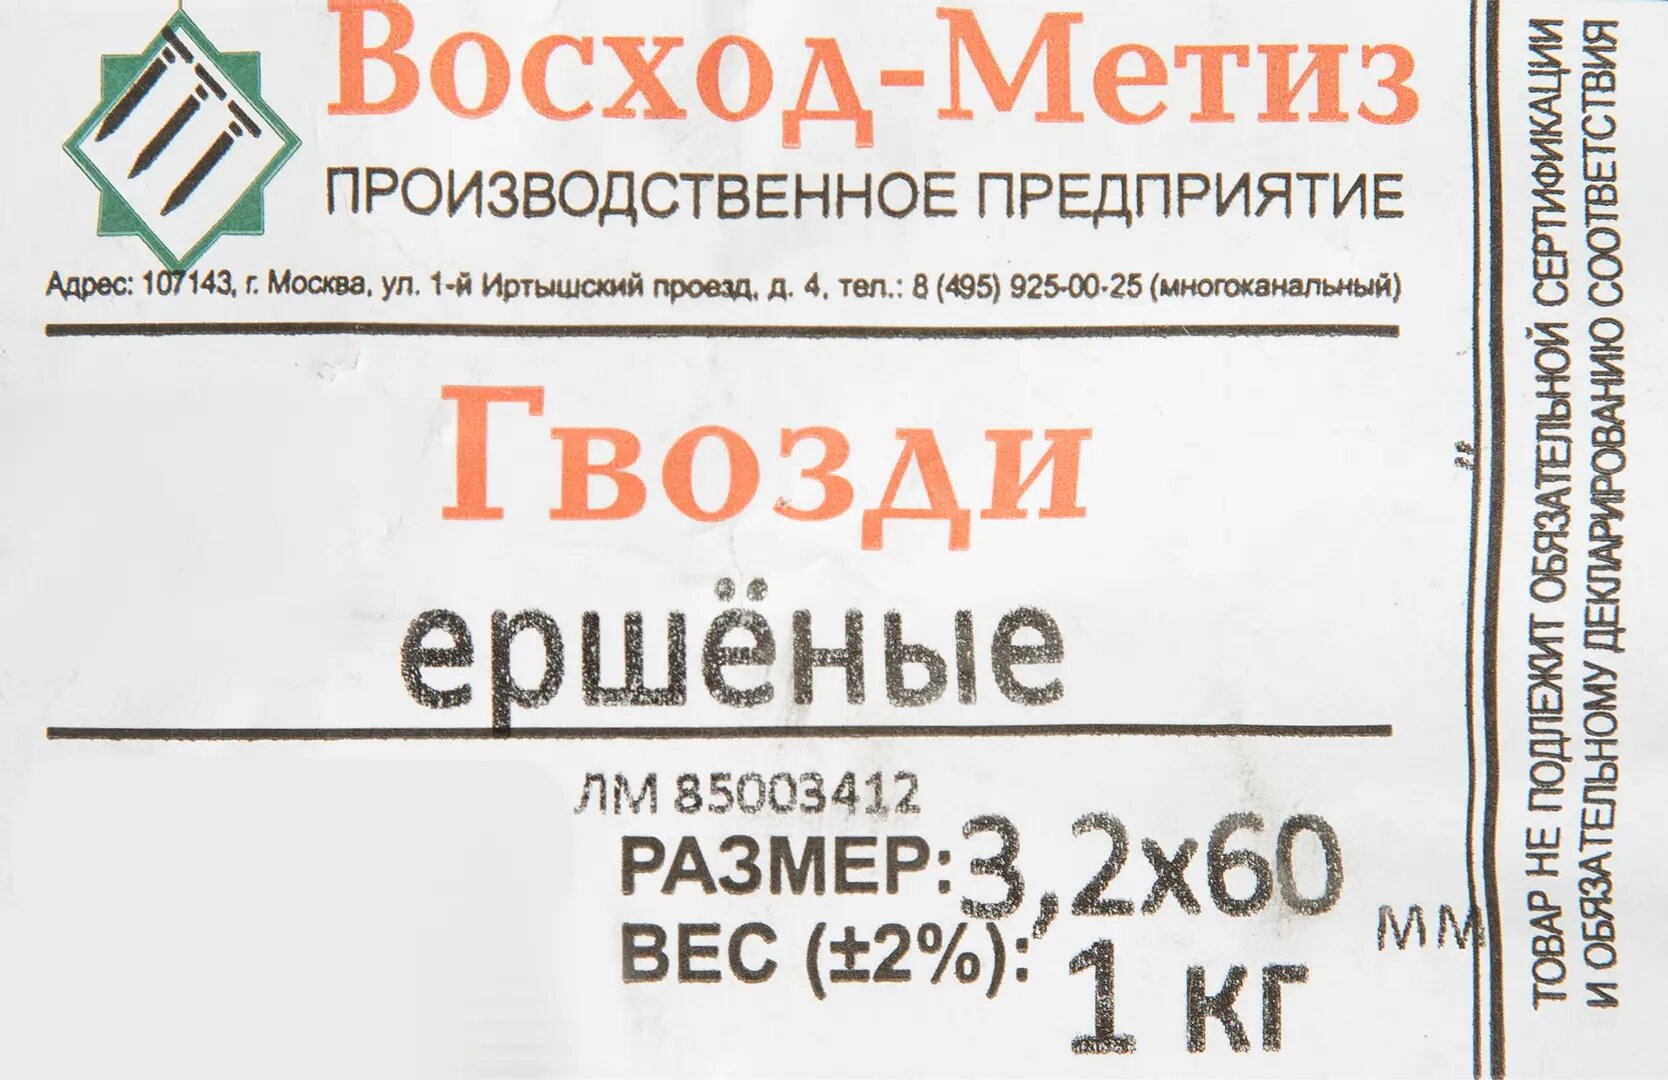 Восход-Метиз
ПРОИЗВОДСТВЕННОЕ ПРЕДПРИЯТИЕ
Адрес: 107143, г. Москва, ул. 1-й Иртышский проезд, д. 4, тел.: 8 (495) 925-00-25 (многоканальный)
Гвозди
ершёные
ЛМ 85003412
РАЗМЕР: 3,2х60 мм
ВЕС (±2%): 1 кг
ТОВАР НЕ ПОДЛЕЖИТ ОБЯЗАТЕЛЬНОЙ СЕРТИФИКАЦИИ
И ОБЯЗАТЕЛЬНОМУ ДЕКЛАРИРОВАНИЮ СООТВЕТСТВИЯ